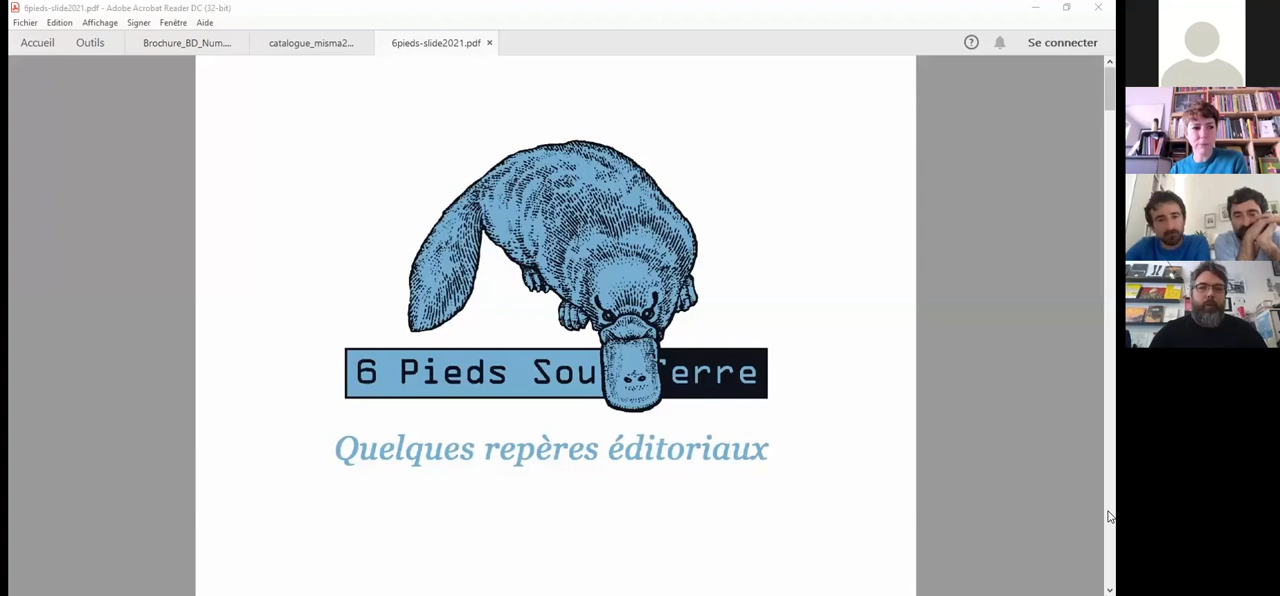 6pieds-slide2021.pdf - Adobe Acrobat Reader DC (32-bit)
Fichier Edition Affichage Signer Fenêtre Aide
Accueil Outils Brochure_BD_Num... catalogue_misma2... 6pieds-slide2021.pdf × ? Se connecter
6 Pieds Sou Terre
Quelques repères éditoriaux